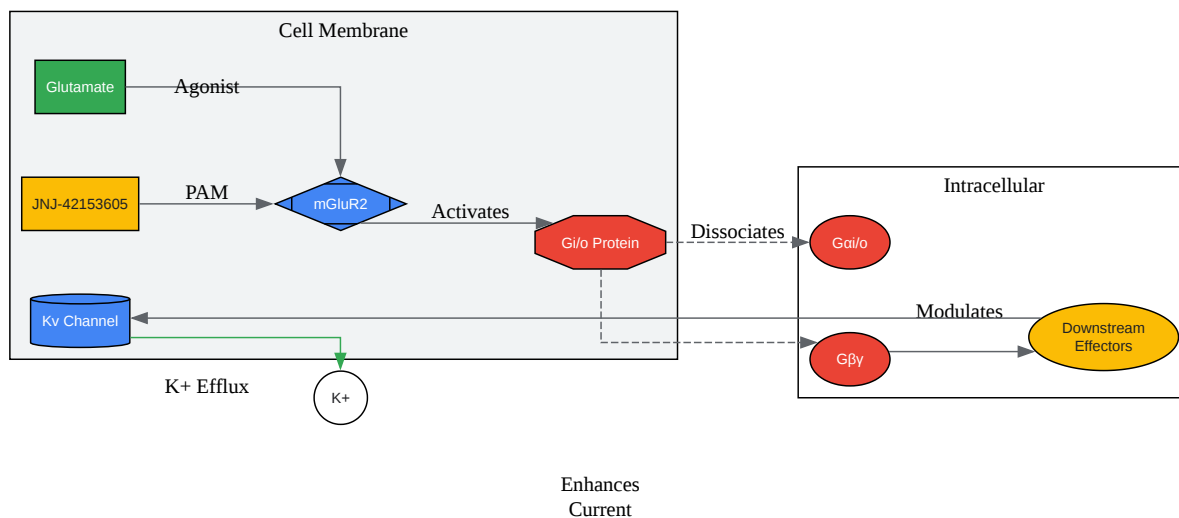 Cell Membrane
Glutamate
Agonist
JNJ-42153605
PAM
mGluR2
Activates
Gi/o Protein
Dissociates
Intracellular
Gαi/o
Kv Channel
Modulates
Downstream
Effectors
Gβγ
K+ Efflux
K+
Enhances
Current